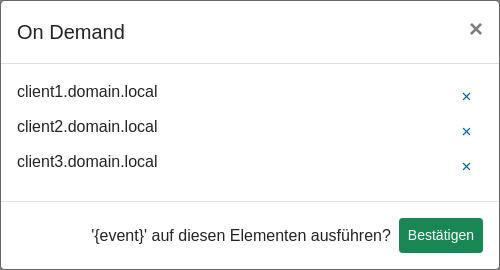 On Demand ×
client1.domain.local ×
client2.domain.local ×
client3.domain.local ×
'{event}' auf diesen Elementen ausführen? Bestätigen